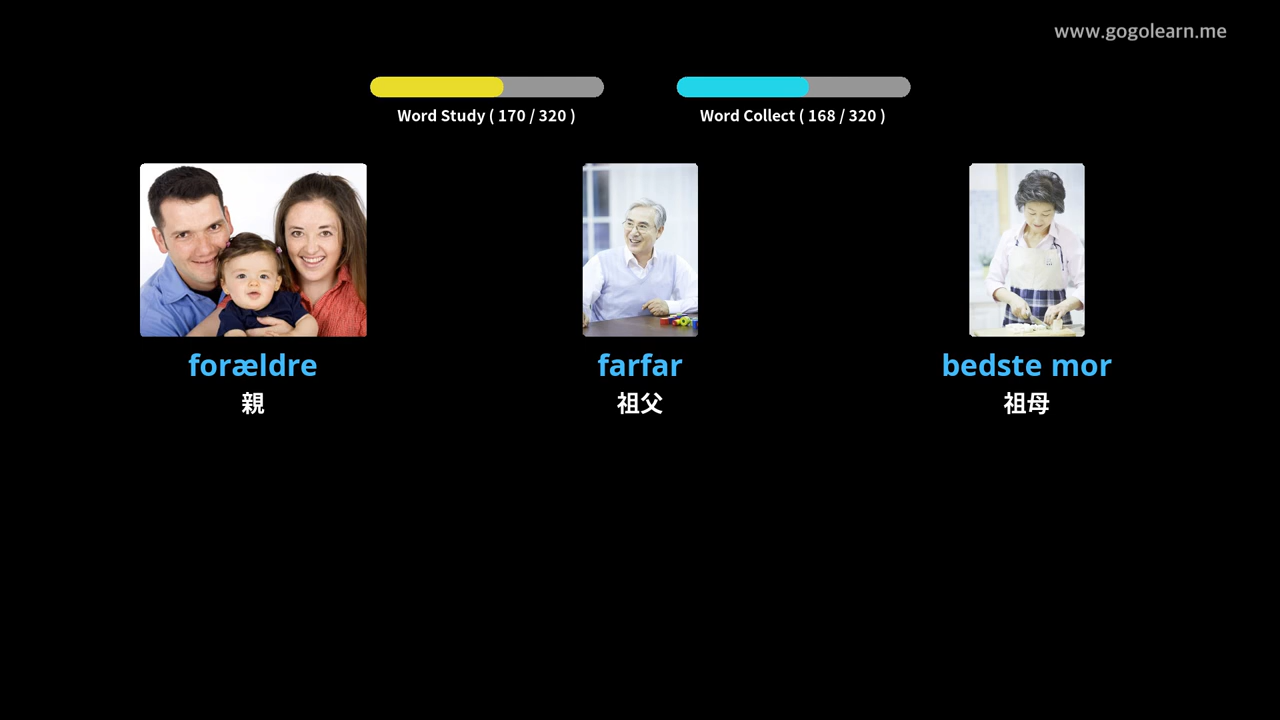 www.gogolearn.me
Word Study ( 170 / 320 )
Word Collect ( 168 / 320 )
forældre
親
farfar
祖父
bedste mor
祖母